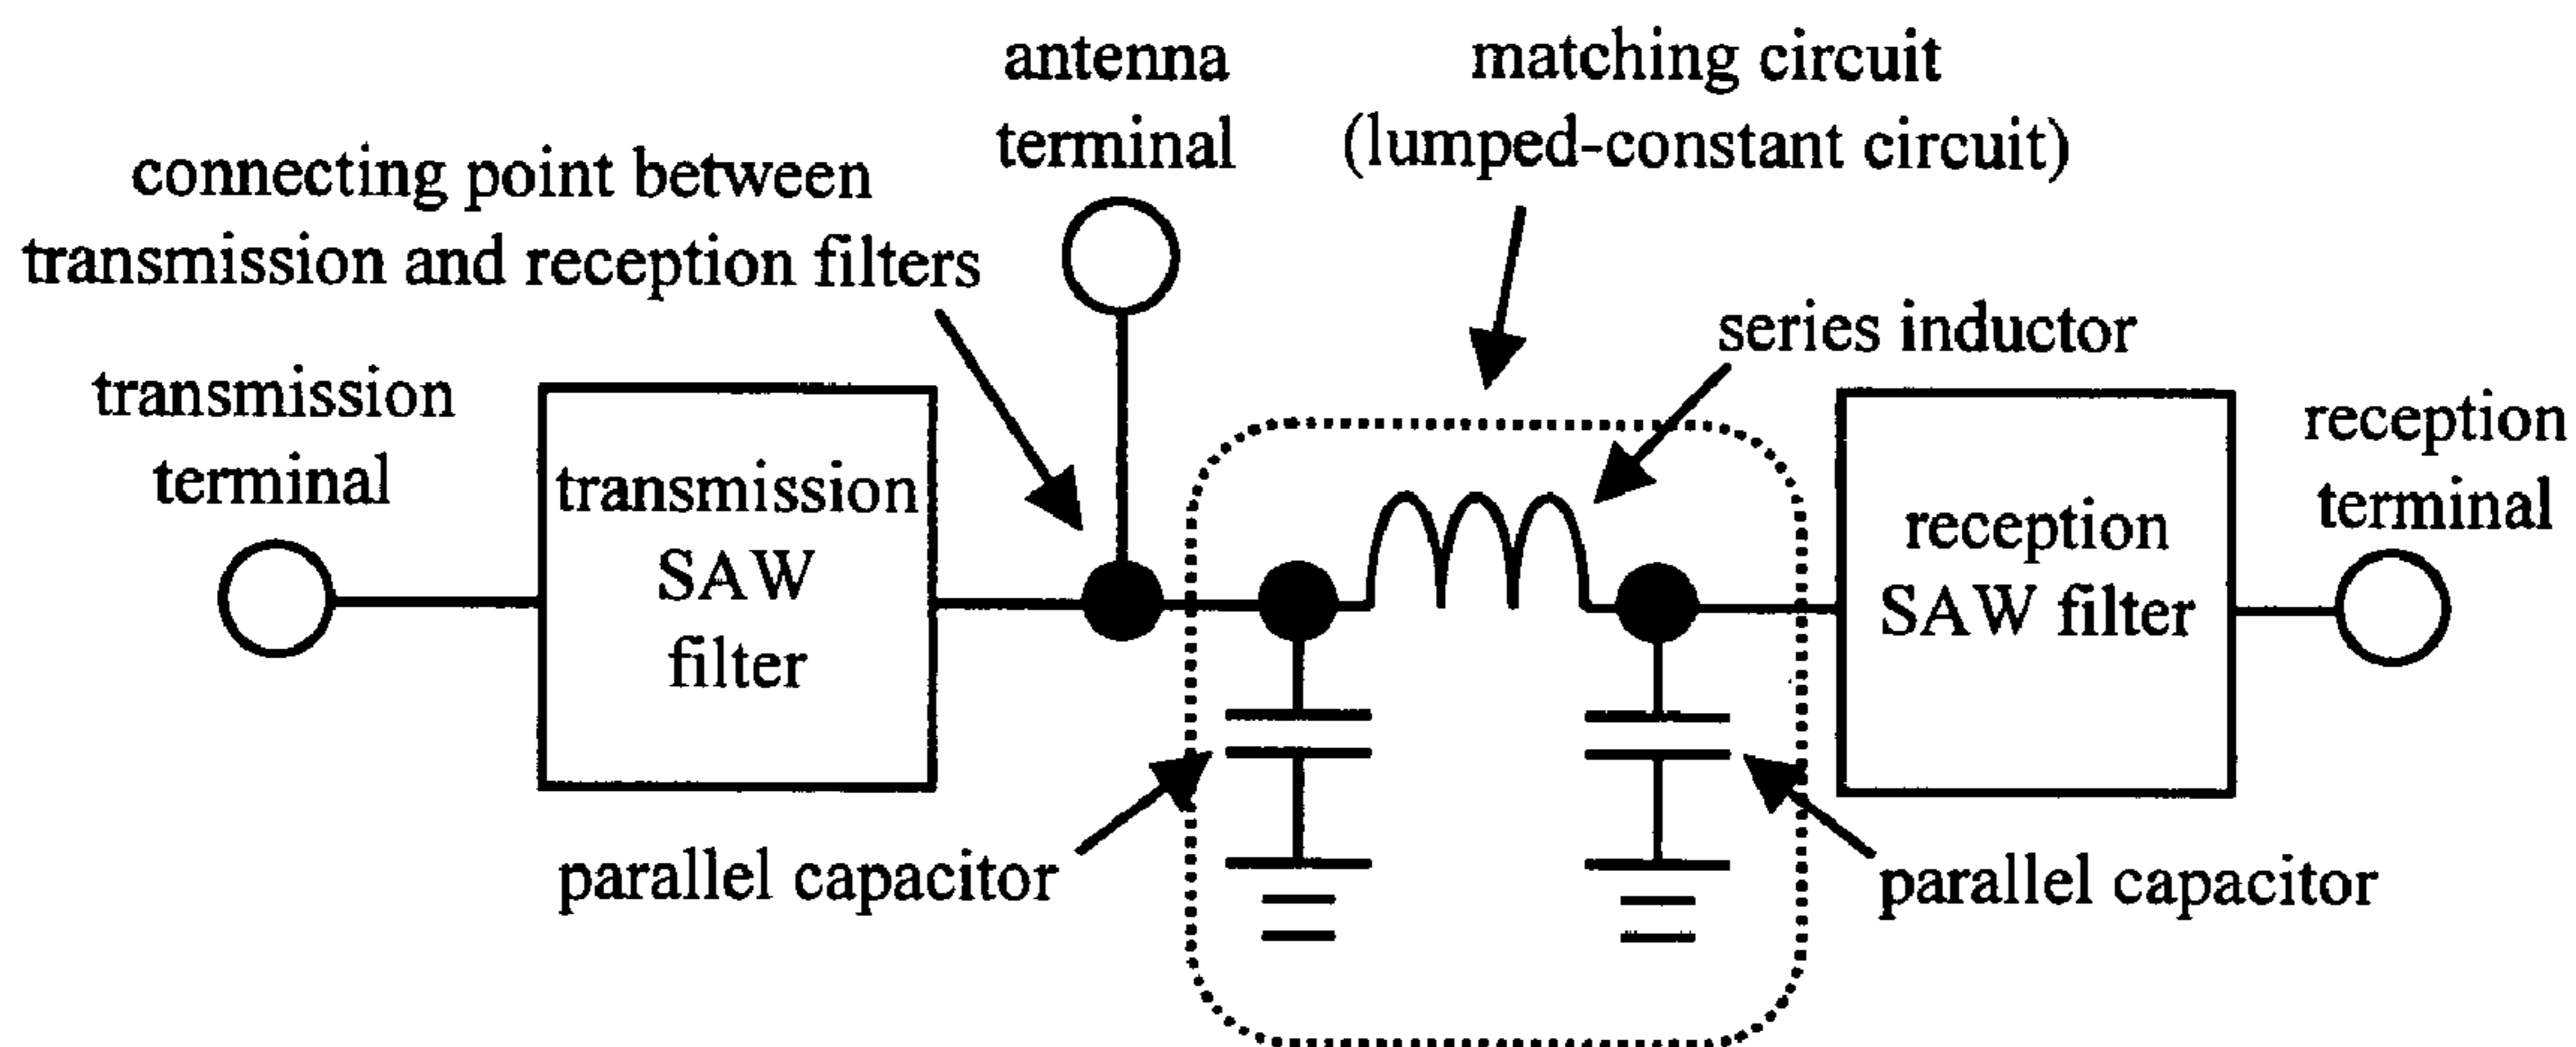 antenna
terminal
matching circuit
(lumped-constant circuit)
connecting point between
transmission and reception filters
series inductor
transmission
terminal
transmission
SAW
filter
reception
SAW filter
reception
terminal
parallel capacitor
parallel capacitor